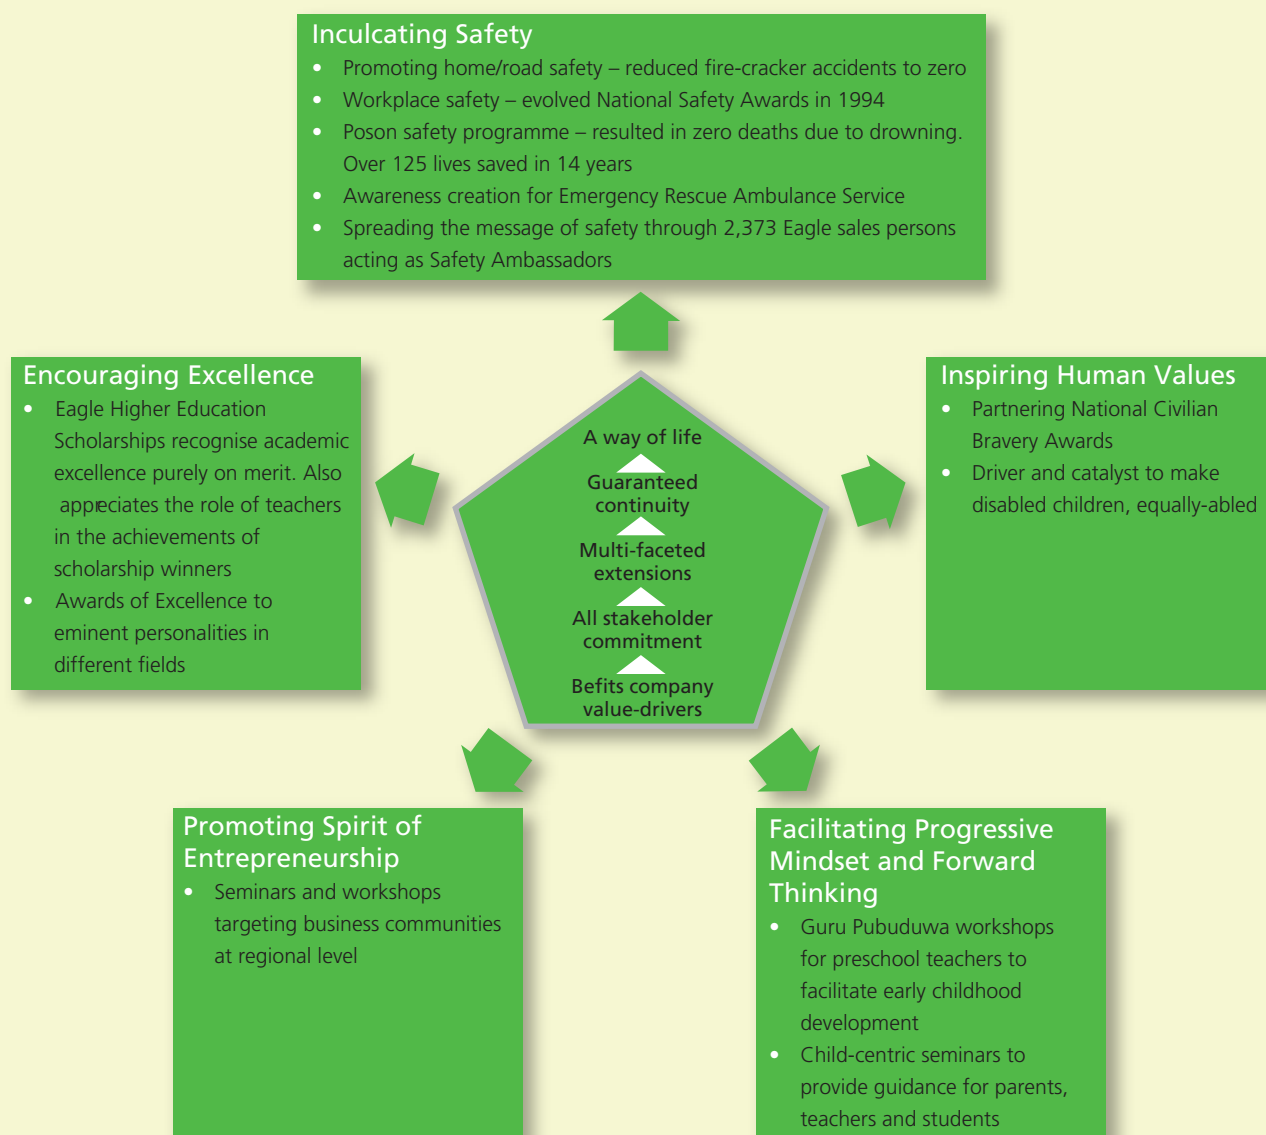 Inculcating Safety
• Promoting home/road safety – reduced fire-cracker accidents to zero
• Workplace safety – evolved National Safety Awards in 1994
• Poson safety programme – resulted in zero deaths due to drowning.
Over 125 lives saved in 14 years
• Awareness creation for Emergency Rescue Ambulance Service
• Spreading the message of safety through 2,373 Eagle sales persons
acting as Safety Ambassadors
Encouraging Excellence
• Eagle Higher Education
Scholarships recognise academic
excellence purely on merit. Also
appreciates the role of teachers
in the achievements of
scholarship winners
• Awards of Excellence to
eminent personalities in
different fields
A way of life
Guaranteed
continuity
Multi-faceted
extensions
All stakeholder
commitment
Befits company
value-drivers
Inspiring Human Values
• Partnering National Civilian
Bravery Awards
• Driver and catalyst to make
disabled children, equally-abled
Promoting Spirit of
Entrepreneurship
• Seminars and workshops
targeting business communities
at regional level
Facilitating Progressive
Mindset and Forward
Thinking
• Guru Pubuduwa workshops
for preschool teachers to
facilitate early childhood
development
• Child-centric seminars to
provide guidance for parents,
teachers and students